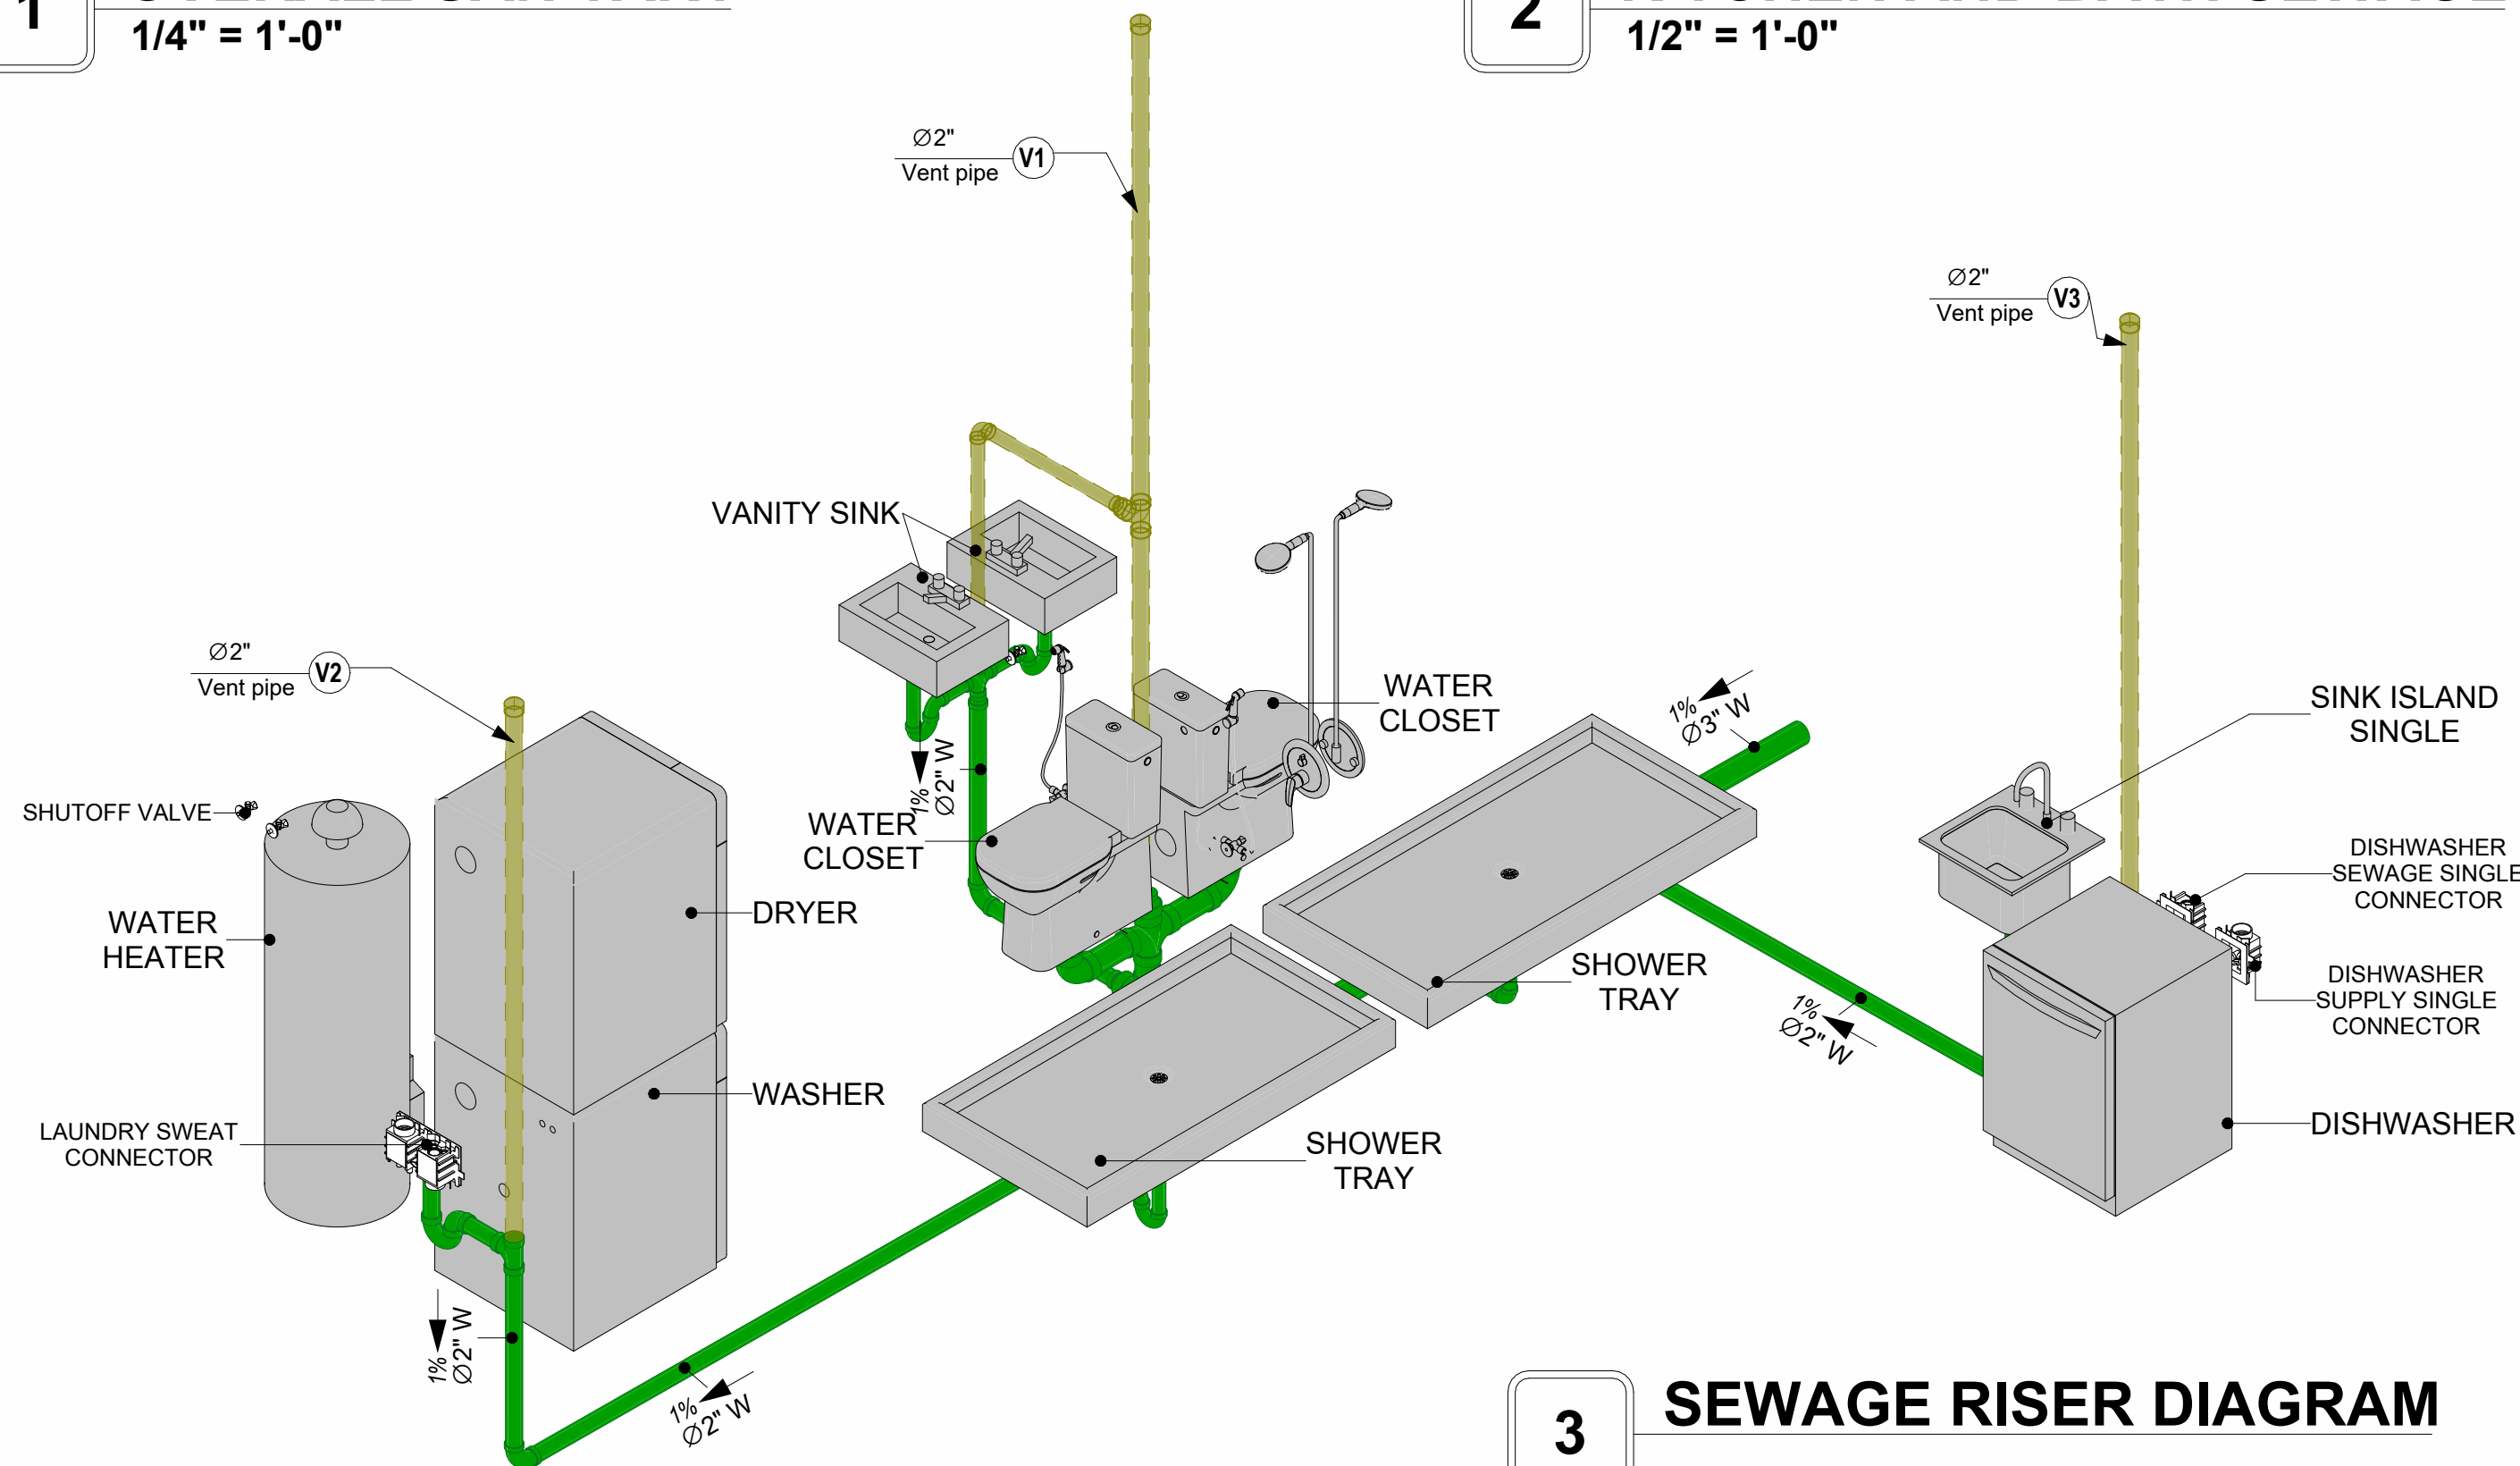 1
1/4" = 1'-0"
2
1/2" = 1'-0"
Ø2"
Vent pipe
V1
Ø2"
Vent pipe
V3
VANITY SINK
Ø2"
Vent pipe
V2
WATER
CLOSET
1%
Ø3" W
SINK ISLAND
SINGLE
1%
Ø2" W
SHUTOFF VALVE
WATER
CLOSET
DISHWASHER
SEWAGE SINGLE
CONNECTOR
WATER
HEATER
DRYER
SHOWER
TRAY
DISHWASHER
SUPPLY SINGLE
CONNECTOR
1%
Ø2" W
WASHER
LAUNDRY SWEAT
CONNECTOR
SHOWER
TRAY
DISHWASHER
1%
Ø2" W
1%
Ø2" W
3
SEWAGE RISER DIAGRAM